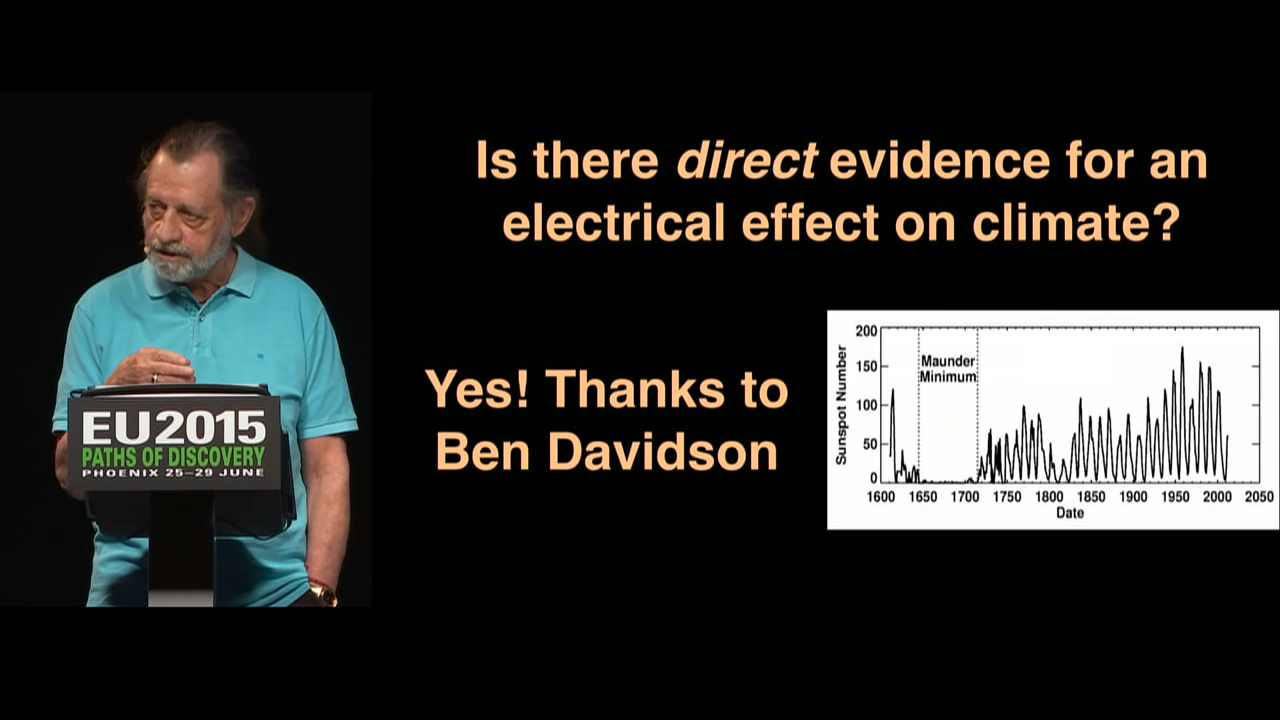 Is there direct evidence for an
electrical effect on climate?
Yes! Thanks to
Ben Davidson
EU2015
PATHS OF DISCOVERY
PHOENIX 25–29 JUNE
Sunspot Number
200
150
100
50
0
Maunder
Minimum
1600 1650 1700 1750 1800 1850 1900 1950 2000 2050
Date